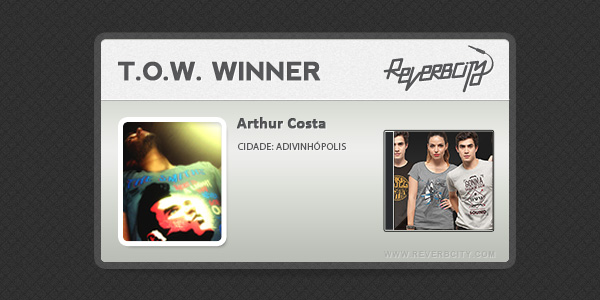 T.O.W. WINNER
REVERBCITY
Arthur Costa
CIDADE: ADIVINHÓPOLIS
WWW.REVERBCITY.COM